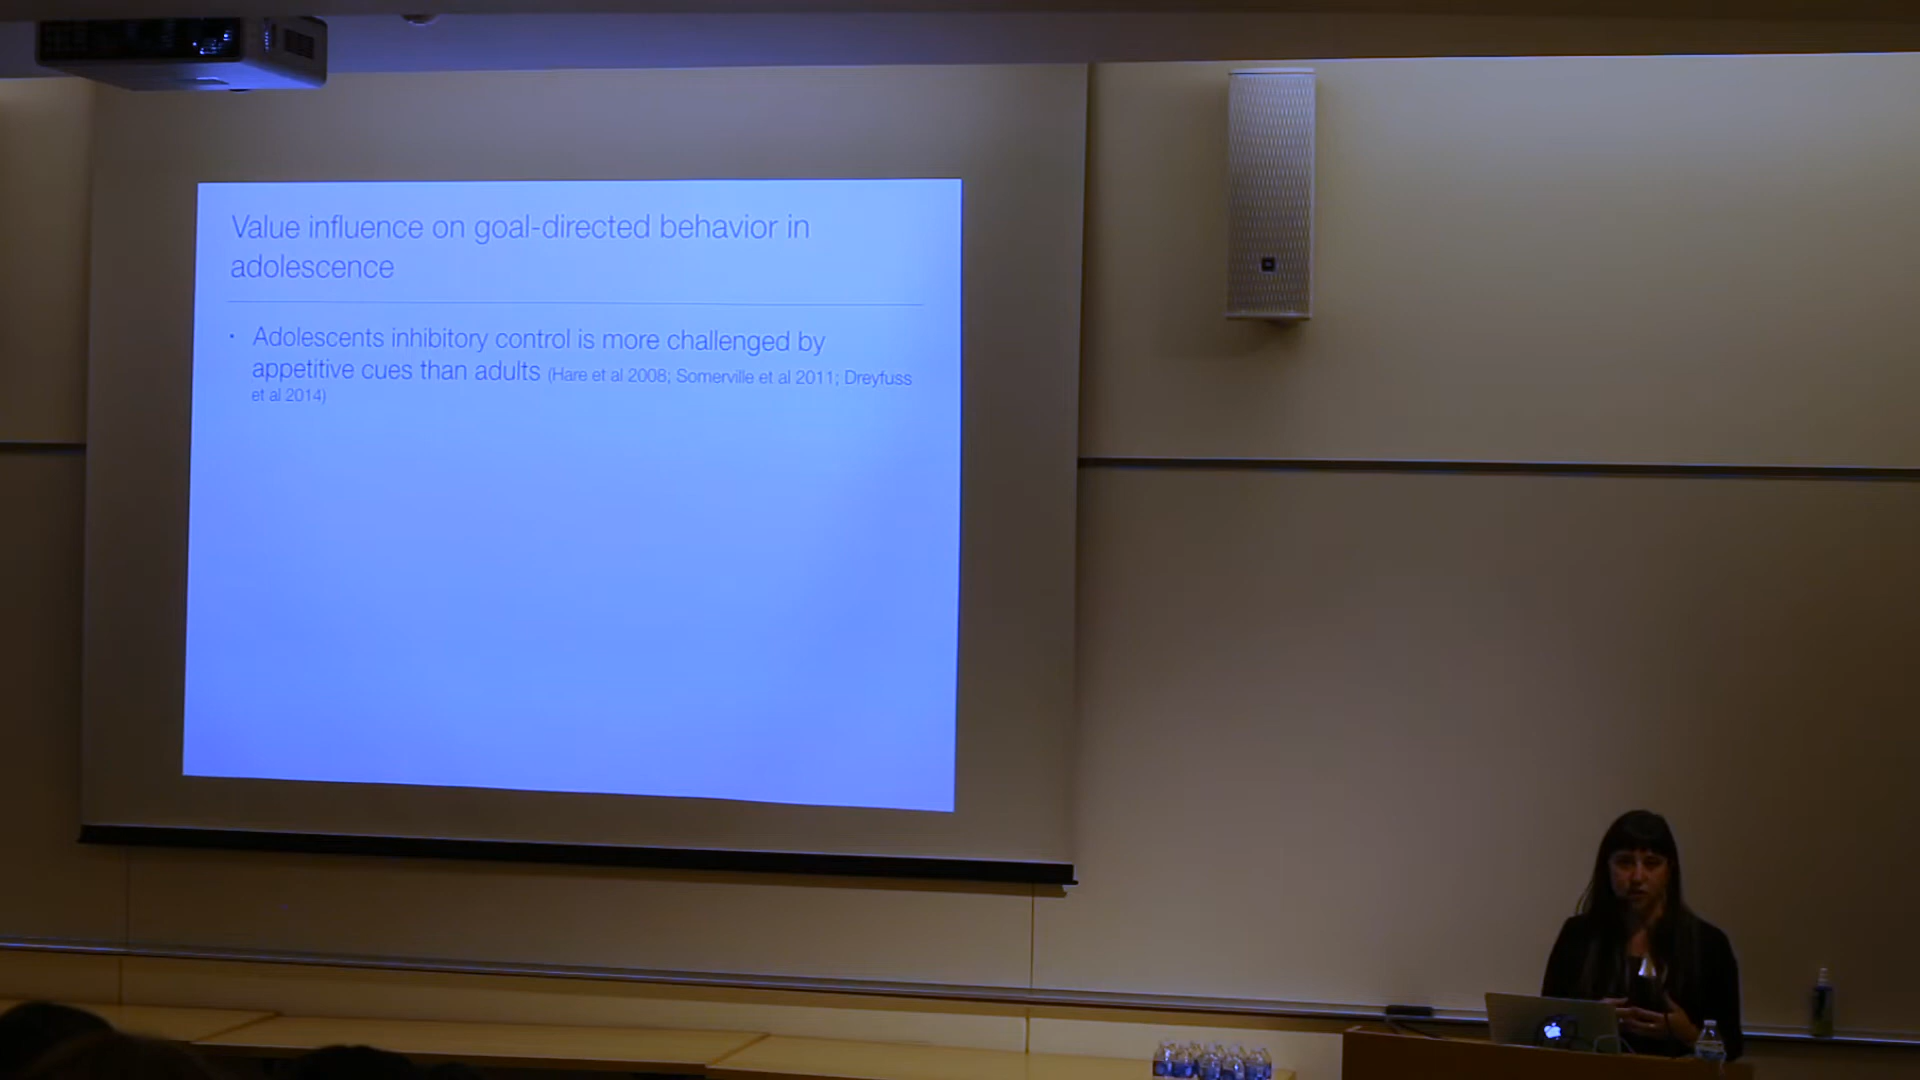 Value influence on goal-directed behavior in
adolescence
• Adolescents inhibitory control is more challenged by
appetitive cues than adults (Hare et al 2008; Somerville et al 2011; Dreyfuss
et al 2014)